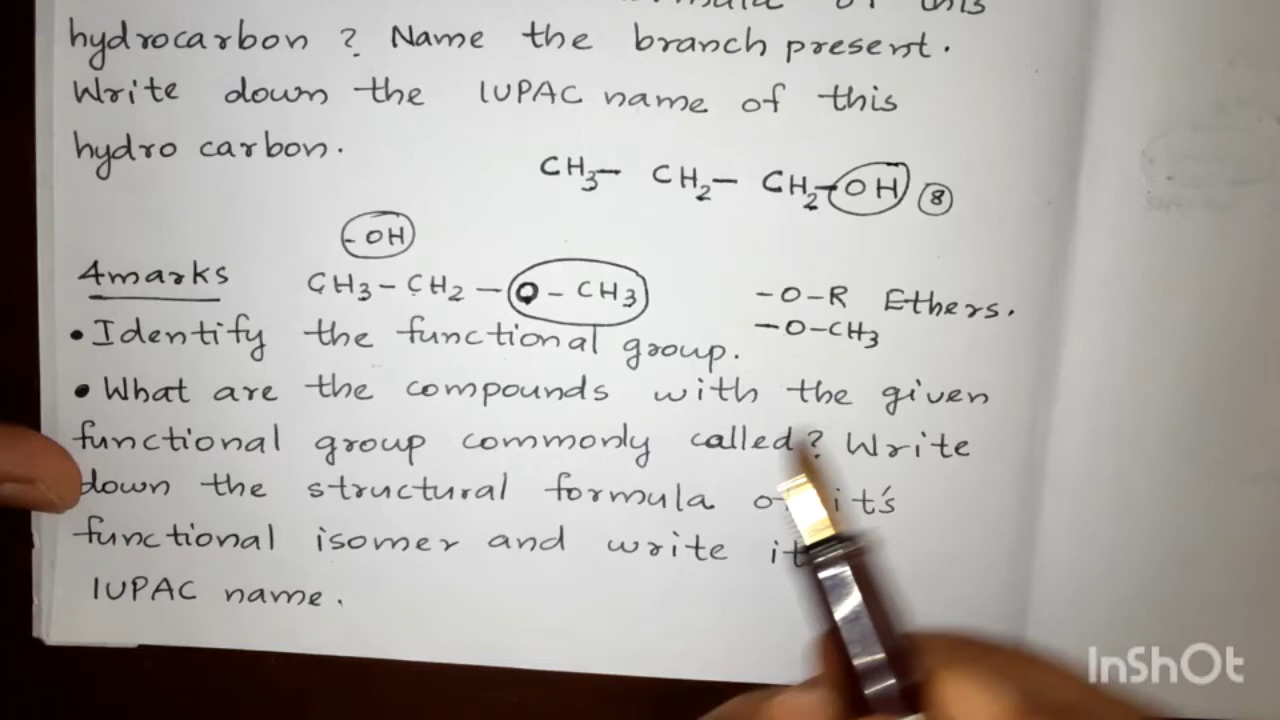 of this
hydrocarbon ? Name the branch present.
Write down the IUPAC name of this
hydro carbon.
CH3- CH2- CH2-OH 8
-OH
4marks
CH3-CH2-O-CH3
-O-R Ethers.
-O-CH3
• Identify the functional group.
• What are the compounds with the given
functional group commonly called? Write
down the structural formula it's
functional isomer and write
IUPAC name.
InShOt